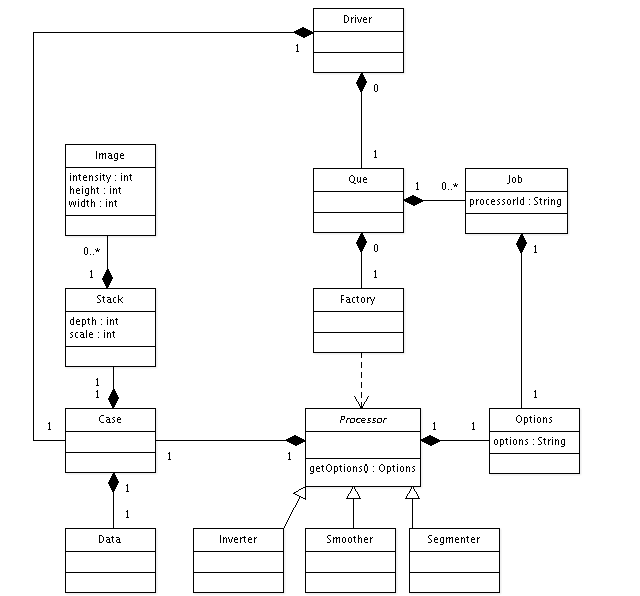 Driver
1
0
1
Image
intensity : int
height : int
width : int
Que
1
0..*
Job
processorId : String
0..*
1
0
1
1
Stack
depth : int
scale : int
Factory
1
1
1
1
Case
1
1
Processor
getOptions() : Options
1
1
Options
options : String
1
1
Data
Inverter
Smoother
Segmenter